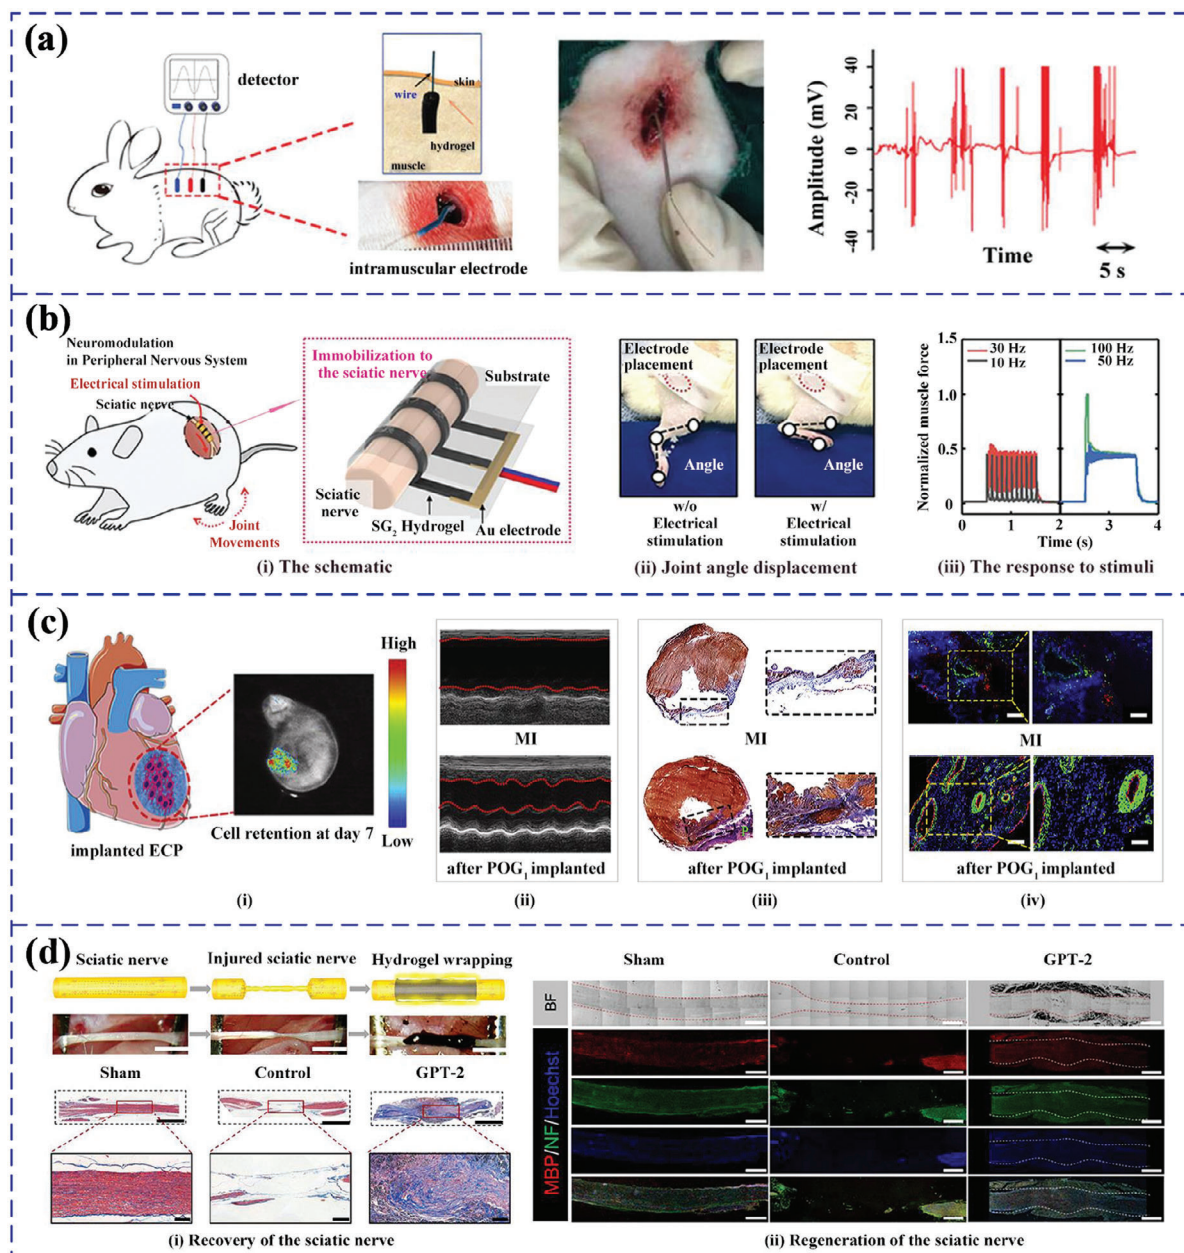 (a)
detector
wire
skin
hydrogel
muscle
intramuscular electrode
Amplitude (mV)
40
20
0
-20
-40
Time
5 s
(b)
Neuromodulation
in Peripheral Nervous System
Electrical stimulation
Sciatic nerve
Joint
Movements
Immobilization to
the sciatic nerve
Substrate
Sciatic
nerve
SG2 Hydrogel
Au electrode
(i) The schematic
Electrode
placement
Angle
w/o
Electrical
stimulation
Electrode
placement
Angle
w/
Electrical
stimulation
(ii) Joint angle displacement
Normalized muscle force
1.5
1.0
0.5
0
30 Hz
10 Hz
100 Hz
50 Hz
0 1 2 3 4
Time (s)
(iii) The response to stimuli
(c)
implanted ECP
Cell retention at day 7
High
Low
(i)
MI
after POG1 implanted
(ii)
MI
P
after POG1 implanted
(iii)
MI
after POG1 implanted
(iv)
(d)
Sciatic nerve
Injured sciatic nerve
Hydrogel wrapping
Sham
Control
GPT-2
(i) Recovery of the sciatic nerve
Sham
Control
GPT-2
BF
MBP/NF/Hoechst
(ii) Regeneration of the sciatic nerve